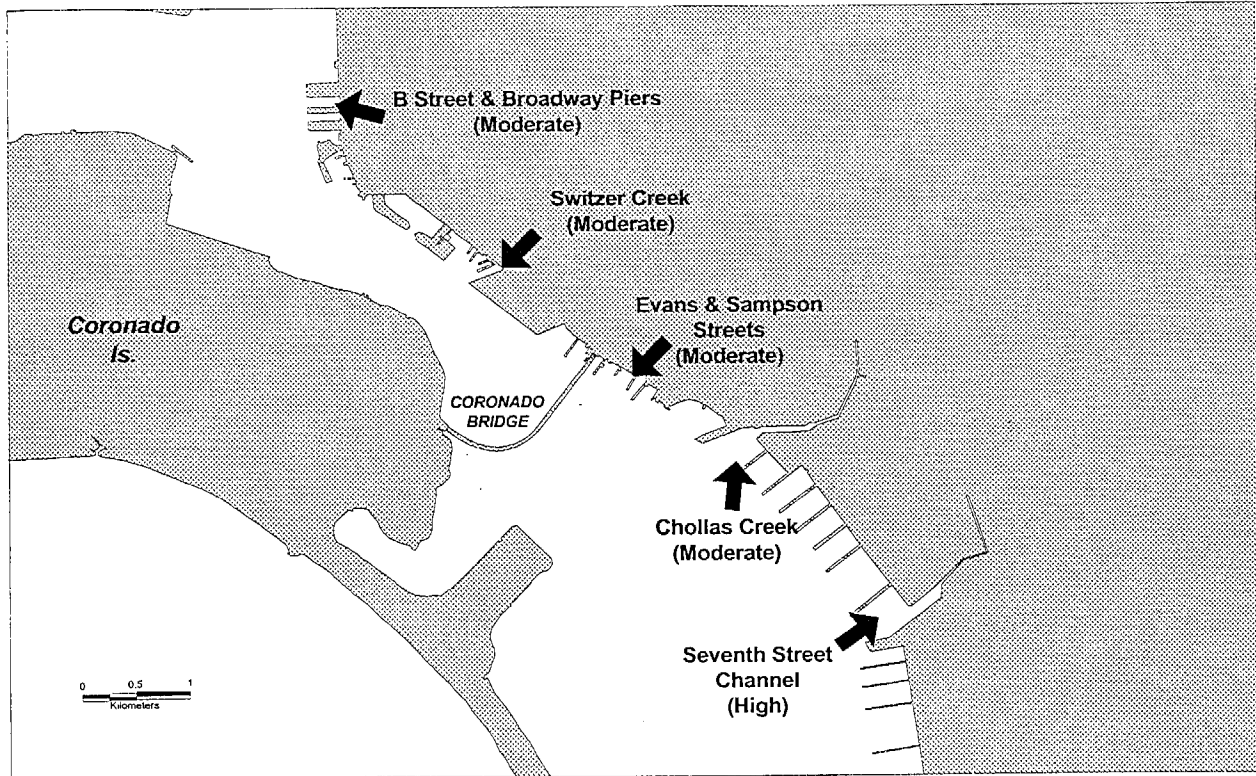 B Street & Broadway Piers
(Moderate)
Switzer Creek
(Moderate)
Evans & Sampson
Streets
(Moderate)
Coronado
Is.
CORONADO
BRIDGE
Chollas Creek
(Moderate)
Seventh Street
Channel
(High)
0 0.5 1
Kilometers